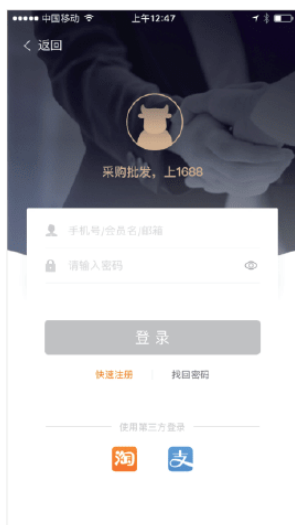 中国移动 上午12:47
返回
采购批发，上1688
手机号/会员名/邮箱
请输入密码
登录
快速注册 找回密码
使用第三方登录
淘 支